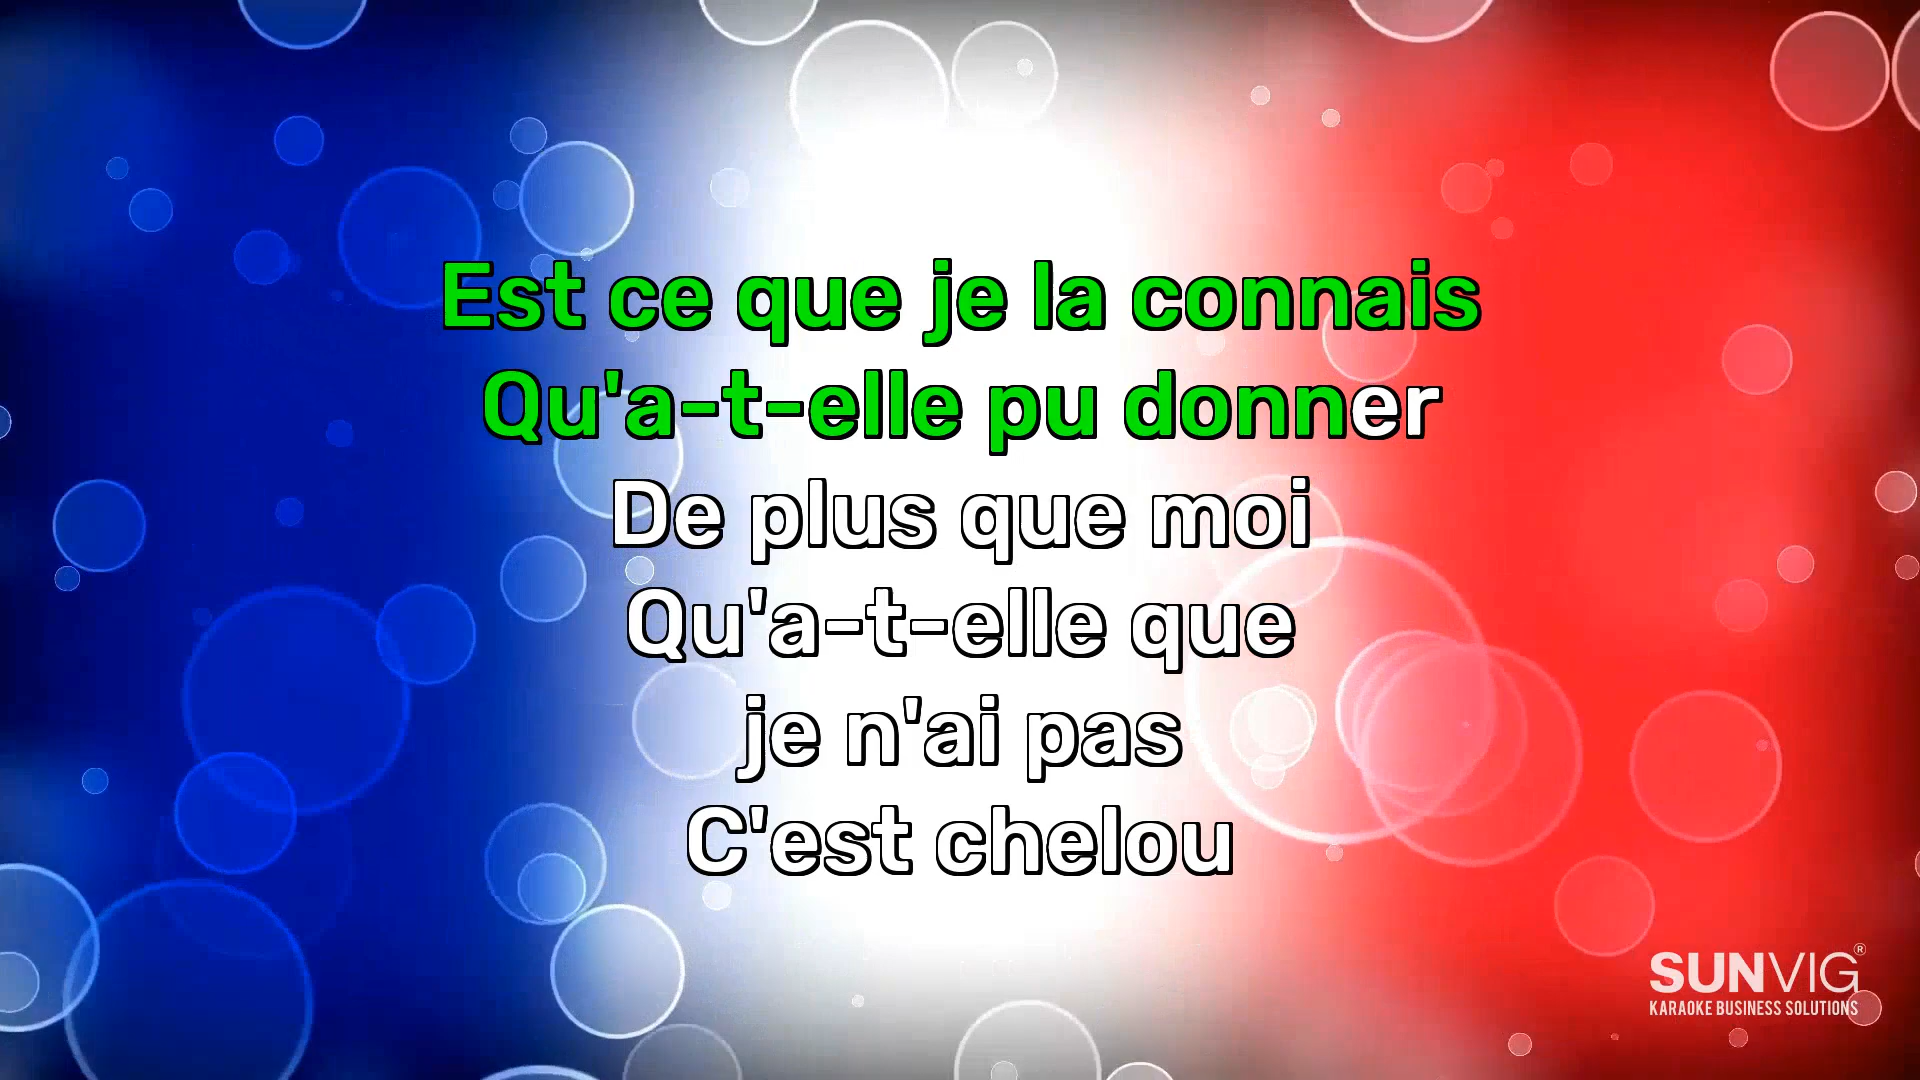 Est ce que je la connais
Qu'a-t-elle pu donner
De plus que moi
Qu'a-t-elle que
je n'ai pas
C'est chelou
SUNVIG®
KARAOKE BUSINESS SOLUTIONS